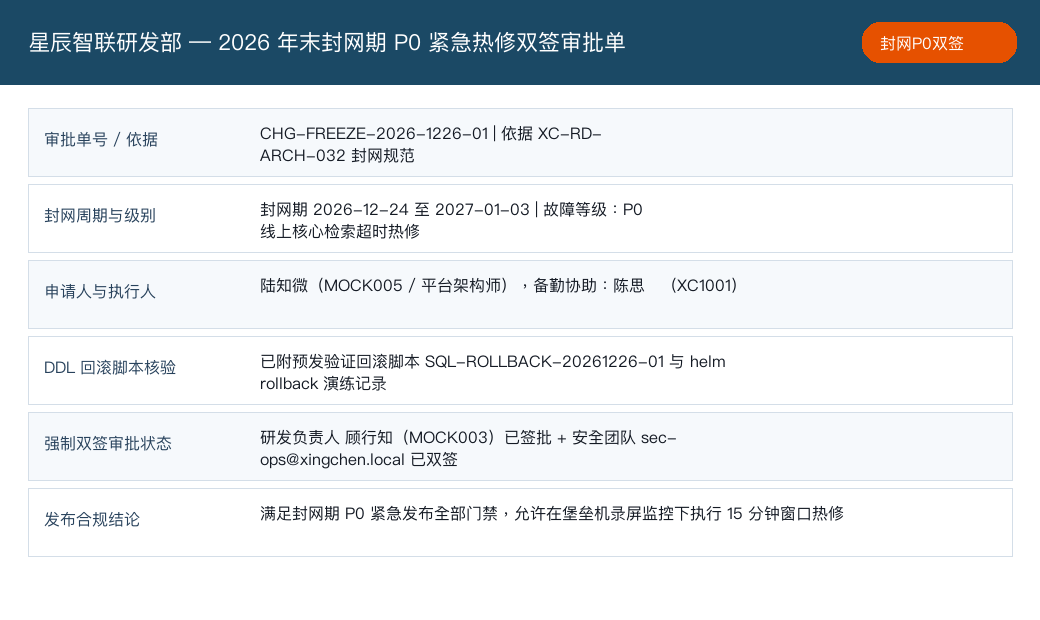 星辰智联研发部 — 2026 年末封网期 P0 紧急热修双签审批单
封网P0双签
审批单号 / 依据
CHG-FREEZE-2026-1226-01 | 依据 XC-RD-
ARCH-032 封网规范
封网周期与级别
封网期 2026-12-24 至 2027-01-03 | 故障等级：P0
线上核心检索超时热修
申请人与执行人
陆知微（MOCK005 / 平台架构师），备勤协助：陈思 （XC1001）
DDL 回滚脚本核验
已附预发验证回滚脚本 SQL-ROLLBACK-20261226-01 与 helm
rollback 演练记录
强制双签审批状态
研发负责人 顾行知（MOCK003）已签批 + 安全团队 sec-
ops@xingchen.local 已双签
发布合规结论
满足封网期 P0 紧急发布全部门禁，允许在堡垒机录屏监控下执行 15 分钟窗口热修